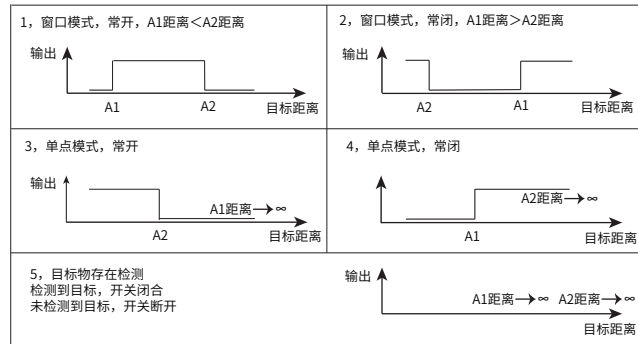 1，窗口模式，常开，A1距离＜A2距离
输出
A1
A2
目标距离
2，窗口模式，常闭，A1距离＞A2距离
输出
A2
A1
目标距离
3，单点模式，常开
输出
A1距离→∞
A2
目标距离
4，单点模式，常闭
A2距离→∞
A1
目标距离
5，目标物存在检测
检测到目标，开关闭合
未检测到目标，开关断开
输出
A1距离→∞ A2距离→∞
目标距离